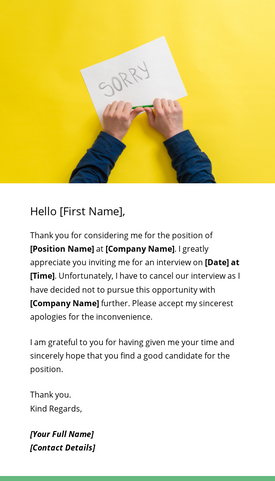 SORRY
Hello [First Name],
Thank you for considering me for the position of
[Position Name] at [Company Name]. I greatly
appreciate you inviting me for an interview on [Date] at
[Time]. Unfortunately, I have to cancel our interview as I
have decided not to pursue this opportunity with
[Company Name] further. Please accept my sincerest
apologies for the inconvenience.
I am grateful to you for having given me your time and
sincerely hope that you find a good candidate for the
position.
Thank you.
Kind Regards,
[Your Full Name]
[Contact Details]